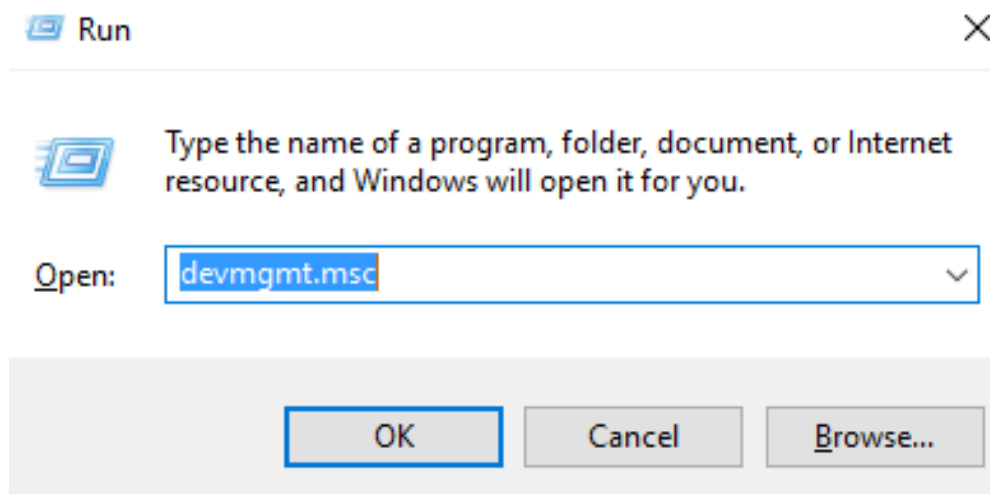 Run
Type the name of a program, folder, document, or Internet
resource, and Windows will open it for you.
Open: devmgmt.msc
OK Cancel Browse...